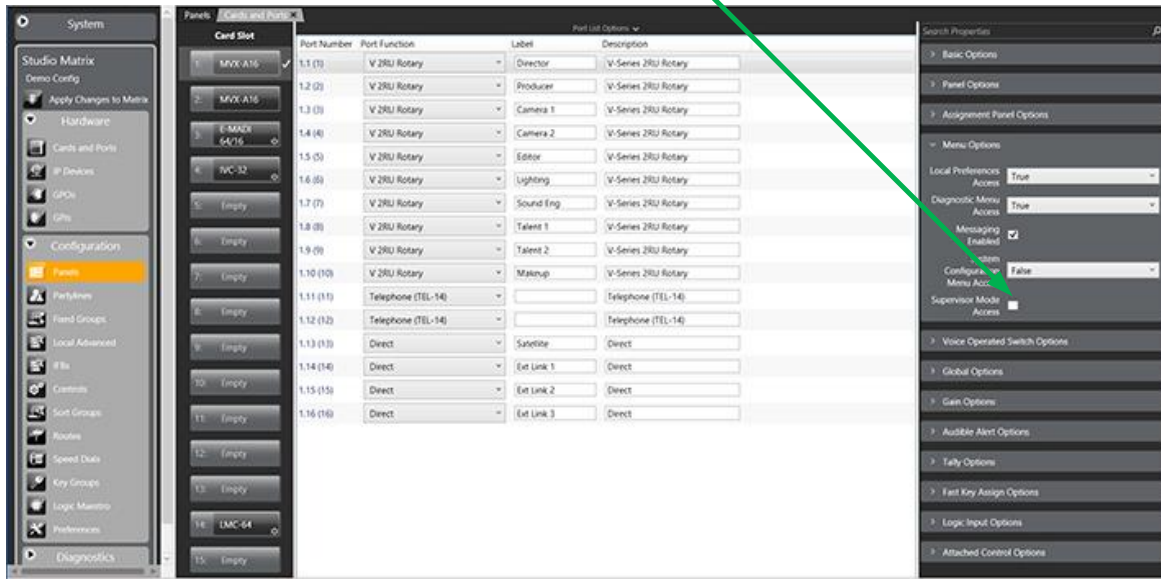 System
Studio Matrix
Demo Config
Apply Changes to Matrix
Hardware
Cards and Ports
IP Devices
GPOs
GPIs
Configuration
Panels
Partylines
Fixed Groups
Local Advanced
IFBs
Controls
Sort Groups
Routes
Speed Dials
Key Groups
Logic Maestro
Preferences
Diagnostics
Panels Cards and Ports
Card Slot
1: MVX-A16
2: MVX-A16
3: E-MADI 64/16
4: IVC-32
5: Empty
6: Empty
7: Empty
8: Empty
9: Empty
10: Empty
11: Empty
12: Empty
13: Empty
14: LMC-64
15: Empty
Port List Options
Port Number Port Function Label Description
1.1 (1) V 2RU Rotary Director V-Series 2RU Rotary
1.2 (2) V 2RU Rotary Producer V-Series 2RU Rotary
1.3 (3) V 2RU Rotary Camera 1 V-Series 2RU Rotary
1.4 (4) V 2RU Rotary Camera 2 V-Series 2RU Rotary
1.5 (5) V 2RU Rotary Editor V-Series 2RU Rotary
1.6 (6) V 2RU Rotary Lighting V-Series 2RU Rotary
1.7 (7) V 2RU Rotary Sound Eng V-Series 2RU Rotary
1.8 (8) V 2RU Rotary Talent 1 V-Series 2RU Rotary
1.9 (9) V 2RU Rotary Talent 2 V-Series 2RU Rotary
1.10 (10) V 2RU Rotary Makeup V-Series 2RU Rotary
1.11 (11) Telephone (TEL-14) Telephone (TEL-14)
1.12 (12) Telephone (TEL-14) Telephone (TEL-14)
1.13 (13) Direct Satellite Direct
1.14 (14) Direct Ext Link 1 Direct
1.15 (15) Direct Ext Link 2 Direct
1.16 (16) Direct Ext Link 3 Direct
Search Properties
Basic Options
Panel Options
Assignment Panel Options
Menu Options
Local Preferences
Access True
Diagnostic Menu
Access True
Messaging
Enabled
System
Configuration False
Menu Access
Supervisor Mode
Access
Voice Operated Switch Options
Global Options
Gain Options
Audible Alert Options
Tally Options
Fast Key Assign Options
Logic Input Options
Attached Control Options